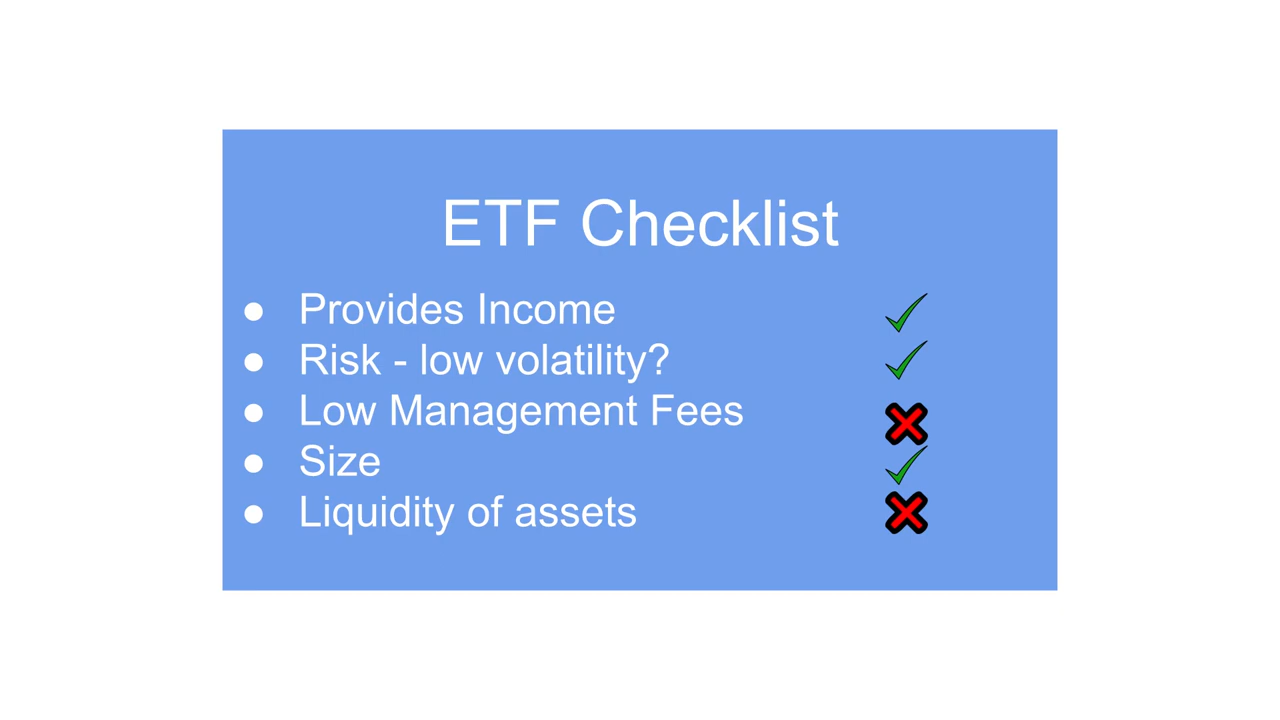 ETF Checklist
● Provides Income
● Risk - low volatility?
● Low Management Fees
● Size
● Liquidity of assets